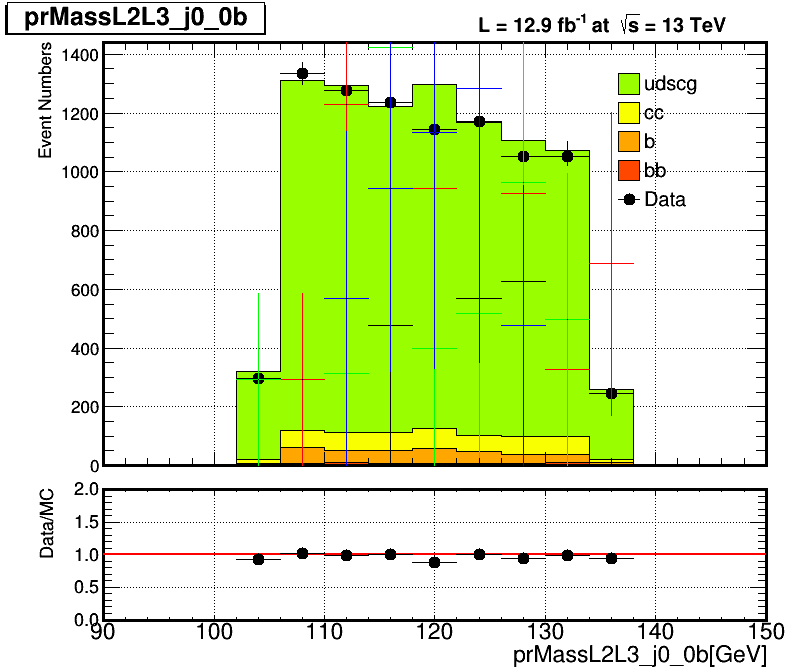 prMassL2L3_j0_0b
L = 12.9 fb⁻¹ at √s = 13 TeV
Event Numbers
1400
1200
1000
800
600
400
200
0
udscg
cc
b
bb
Data
Data/MC
2.0
1.5
1.0
0.5
0.0
90 100 110 120 130 140 150
prMassL2L3_j0_0b[GeV]